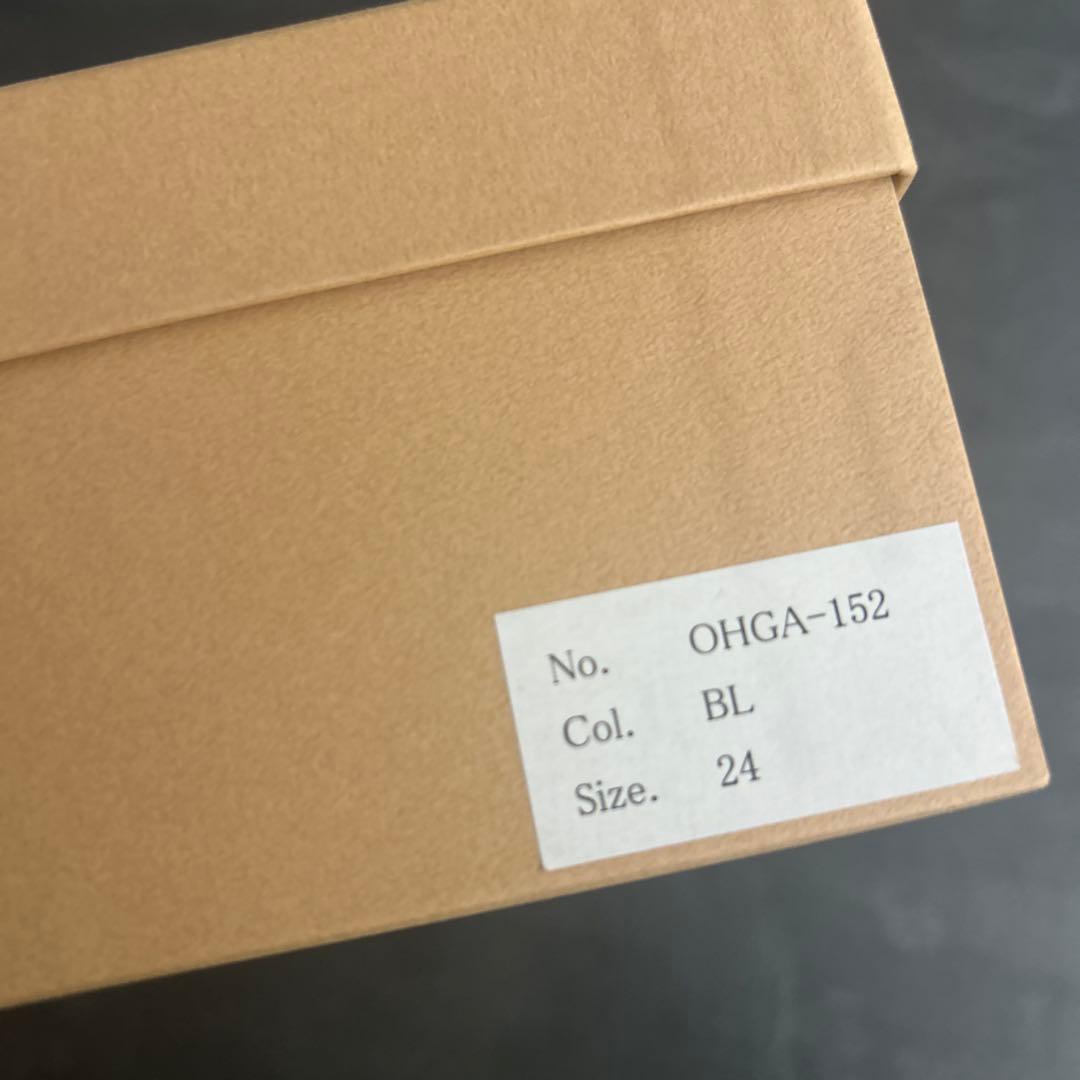 No. OHGA-152
Col. BL
Size. 24